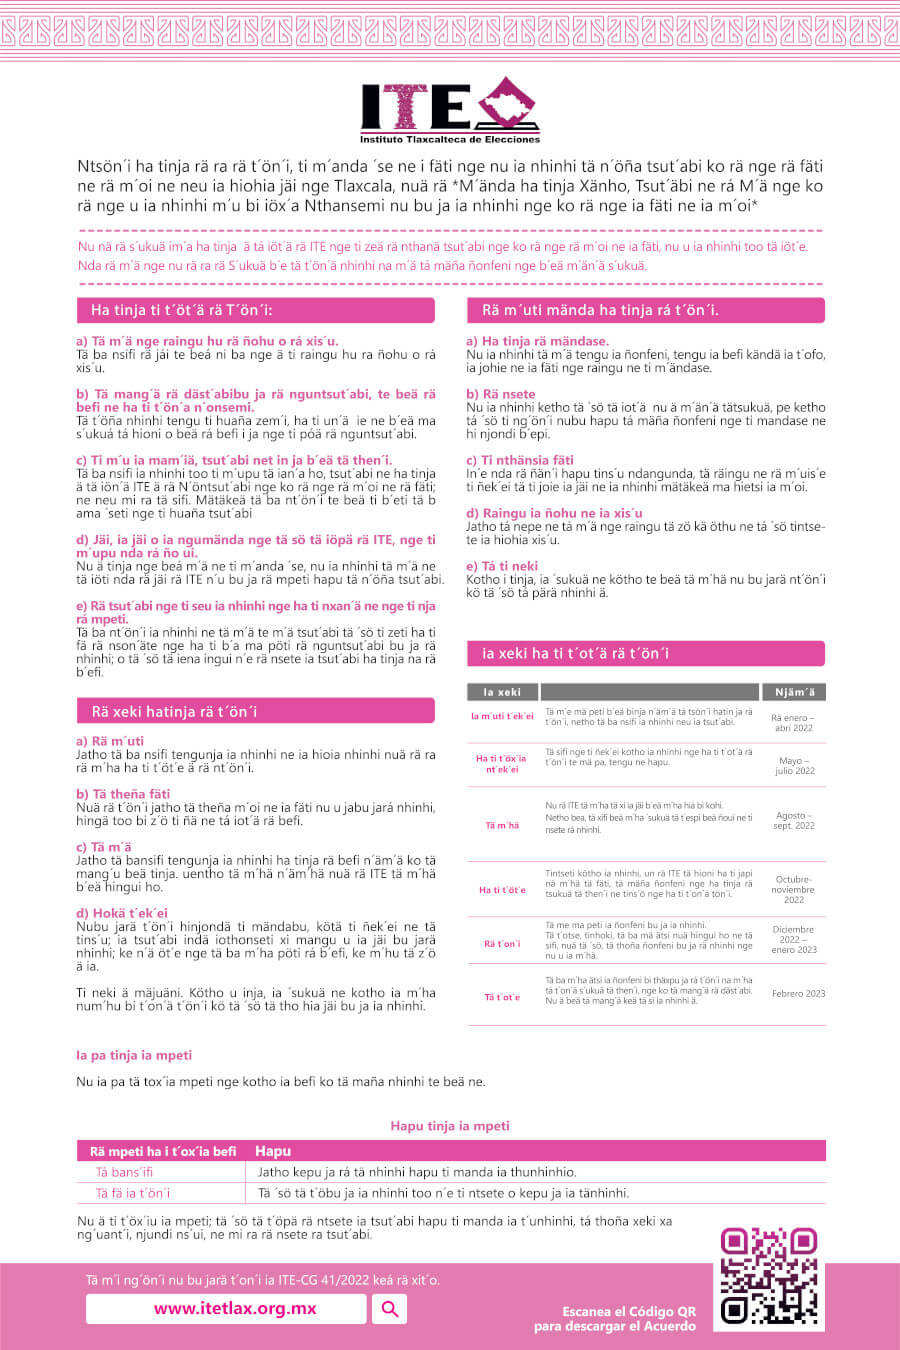 ITE
Instituto Tlaxcalteca de Elecciones
Ntsön´i ha tinja rä ra rä t´ön´i, ti m´anda ´se ne i fäti nge nu ia nhinhi tä n´öña tsut´abi ko rä nge rä fäti
ne rä m´oi ne neu ia hiohia jäi nge Tlaxcala, nuä rä *M´ända ha tinja Xänho, Tsut´äbi ne rá M´ä nge ko
rä nge u ia nhinhi m´u bi iöx´a Nthansemi nu bu ja ia nhinhi nge ko rä nge ia fäti ne ia m´oi*
Nu nä rä s´ukuä im´a ha tinja ä tá iöt´ä rä ITE nge ti zeä rä nthanä tsut´abi nge ko rä nge rä m´oi ne ia fäti, nu u ia nhinhi too tä iöt´e.
Nda rä m´ä nge nu rä ra rä S´ukuä b´e tä t´ön´ä nhinhi na m´ä tá mäña ñonfeni nge b´eä m´än´ä s´ukuä.
Ha tinja ti t´öt´ä rä T´ön´i:
a) Tä m´ä nge raingu hu rä ñohu o rá xis´u.
Tä ba nsifi rä jái te beá ni ba nge ä ti raingu hu ra ñohu o rá
xis´u.
b) Tä mang´ä rä däst´abibu ja rä nguntsut´abi, te beä rä
befi ne ha ti t´ön´a n´onsemi.
Tä t´öña nhinhi tengu ti huaña zem´i, ha ti un´ä ie ne b´eä ma
s´ukuá tá hioni o beä rá befi i ja nge ti póä rä nguntsut´abi.
c) Ti m´u ia mam´iä, tsut´abi net in ja b´eä tä then´i.
Tä ba nsifi ia nhinhi too ti m´upu tä ian´a ho, tsut´abi ne ha tinja
ä tä iön´ä ITE ä rä N´öntsut´abi nge ko rä nge rä m´oi ne rä fäti;
ne neu mi ra tä sifi. Mätäkeä tä ba nt´ön´i te beä ti b´eti tä b
ama ´seti nge ti huaña tsut´abi
d) Jäi, ia jäi o ia ngumända nge tä sö tä iöpä rä ITE, nge ti
m´upu nda rá ño ui.
Nu ä tinja nge beá m´ä ne ti m´anda ´se, nu ia nhinhi tä m´ä ne
tä iöti nda rä jäi rä ITE n´u bu ja rä mpeti hapu tä n´öña tsut´abi.
e) Rä tsut´abi nge ti seu ia nhinhi nge ha ti nxan´ä ne nge ti nja
rá mpeti.
Tä ba nt´ön´i ia nhinhi ne tä m´ä te m´ä tsut´abi tä ´sö ti zeti ha ti
fä rä nson´äte nge ha ti b´a ma pöti rä nguntsut´abi bu ja rä
nhinhi; o tä ´sö tä iena ingui n´e rä nsete ia tsut´abi ha tinja na rä
b´efi.
Rä xeki hatinja rä t´ön´i
a) Rä m´uti
Jatho tä ba nsifi tengunja ia nhinhi ne ia hioia nhinhi nuä rä ra
rä m´ha ha ti t´öt´e ä rä nt´ön´i.
b) Tä theña fäti
Nuä rä t´ön´i jatho tä theña m´oi ne ia fäti nu u jabu jará nhinhi,
hingä too bi z´ö ti ñä ne tá iot´ä rä befi.
c) Tä m´ä
Jatho tä bansifi tengunja ia nhinhi ha tinja rä befi n´äm´ä ko tä
mang´u beä tinja. uentho tä m´hä n´äm´hä nuä rä ITE tä m´hä
b´eä hingui ho.
d) Hokä t´ek´ei
Nubu jarä t´ön´i hinjondä ti mändabu, kötä ti ñek´ei ne tä
tins´u; ia tsut´abi indä iothonseti xi mangu u ia jäi bu jarä
nhinhi; ke n´ä öt´e nge tä ba m´ha pöti rá b´efi, ke m´hu tä z´ö
ä ia.
Ti neki ä mäjuäni. Kötho u inja, ia ´sukuä ne kotho ia m´ha
num´hu bi t´on´ä t´ön´i kö tä ´sö tä tho hia jäi bu ja ia nhinhi.
Rä m´uti mända ha tinja rá t´ön´i.
a) Ha tinja rä mändase.
Nu ia nhinhi tä m´ä tengu ia ñonfeni, tengu ia befi kändä ia t´ofo,
ia johie ne ia fäti nge raingu ne ti m´ändase.
b) Rä nsete
Nu ia nhinhi ketho tä ´sö tä iot´ä nu ä m´än´ä tätsukuä, pe ketho
tá ´sö ti ng´ön´i nubu hapu tá mäña ñonfeni nge ti mandase ne
hi njondi b´epi.
c) Ti nthänsia fäti
In´e nda rä ñän´i hapu tins´u ndangunda, tä räingu ne rä m´uis´e
ti ñek´ei tä ti joie ia jäi ne ia nhinhi mätäkeä ma hietsi ia m´oi.
d) Raingu ia ñohu ne ia xis´u
Jatho tá nepe ne tá m´ä nge raingu tä zö kä öthu ne tá ´sö tintse-
te ia hiohia xis´u.
e) Tá ti neki
Kotho i tinja, ia ´sukuä ne kötho te beä tä m´hä nu bu jarä nt´ön´i
kö tä ´sö tä pärä nhinhi ä.
ia xeki ha ti t´ot´ä rä t´ön´i
Ia xeki Njäm´ä
Ia m´uti t´ek´ei
Tä m´e mä peti b´eä binja n´äm´ä tá tsön´i hatin ja rä
t´ön´i, netho tä ba nsifi ia nhinhi neu ia tsut´abi.
Rä enero –
abri 2022
Ha ti t´öx´ia
nt´ek´ei
Tä sifi nge ti ñek´ei kotho ia nhinhi nge ha ti t´ot´ä rä
t´ön´i te mä pa, tengu ne hapu.
Mayo –
julio 2022
Tä m´hä
Nu rä ITE tä m´ha tä xi ia jäi b´eä m´ha hiá bi kohi.
Netho bea, tä xifi beä m´ha ´sukuä tä t´espi beä ñoui ne ti
nsete rä nhinhi.
Agosto –
sept. 2022
Ha ti t´öt´e
Tintseti kötho ia nhinhi, un rä ITE tä hioni ha ti japi
nä m´hä tä fäti, tä mäña ñonfeni nge ha tinja rä
tsukuä tä then´i ne tins´ö nge ha ti t´on´ä tön´i.
Octubre-
noviembre
2022
Rä t´on´i
Tä me ma peti ia ñonfeni bu ja ia nhinhi.
Tä t´otse, tinhoki, tä ba mä ätsi nuä hingui ho ne tä
sifi, nuä tä ´sö, tä thoña ñonfeni bu ja rä nhinhi nge
nu u ia m´hä.
Diciembre
2022 –
enero 2023
Tä t´ot´e
Tä ba m´ha ätsi ia ñonfeni bi thäxpu ja rá t´ön´i na m´ha
tá t´on´ä s´ukuä tä then´i, nge ko tä mang´ä rä däst´abi.
Nu ä beä tá mang´ä keä tä si ia nhinhi ä.
Febrero 2023
Ia pa tinja ia mpeti
Nu ia pa tä tox´ia mpeti nge kotho ia befi ko tä maña nhinhi te beä ne.
Hapu tinja ia mpeti
Rä mpeti ha i t´ox´ia befi Hapu
Tá bans´ifi Jatho kepu ja rá tä nhinhi hapu ti manda ia thunhinhio.
Tä fä ia t´ön´i Tä ´sö tä t´öbu ja ia nhinhi too n´e ti ntsete o kepu ja ia tänhinhi.
Nu ä ti t´öx´iu ia mpeti; tä ´sö tä t´öpä rä ntsete ia tsut´abi hapu ti manda ia t´unhinhi, tá thoña xeki xa
ng´uant´i, njundi ns´ui, ne mi ra rä nsete ra tsut´abi.
Tä m´i ng´ön´i nu bu jarä t´on´i ia ITE-CG 41/2022 keá rä xit´o.
www.itetlax.org.mx
Escanea el Código QR
para descargar el Acuerdo